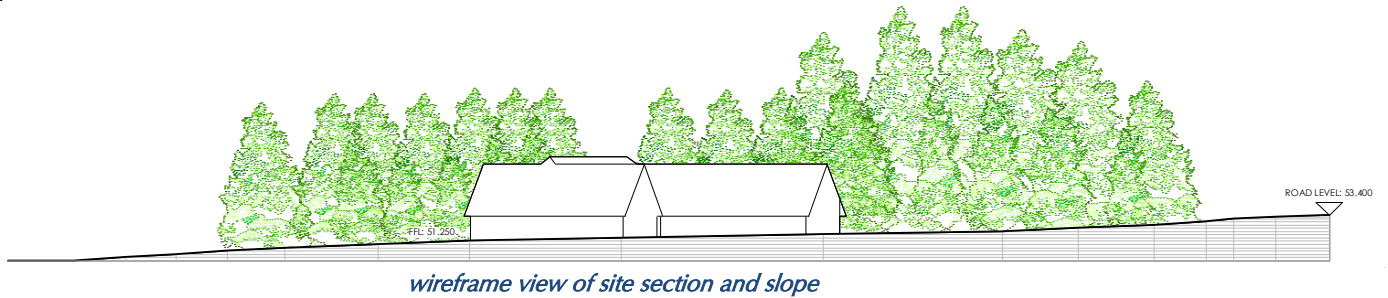 ROAD LEVEL: 53.400
FFL: 51.250
wireframe view of site section and slope